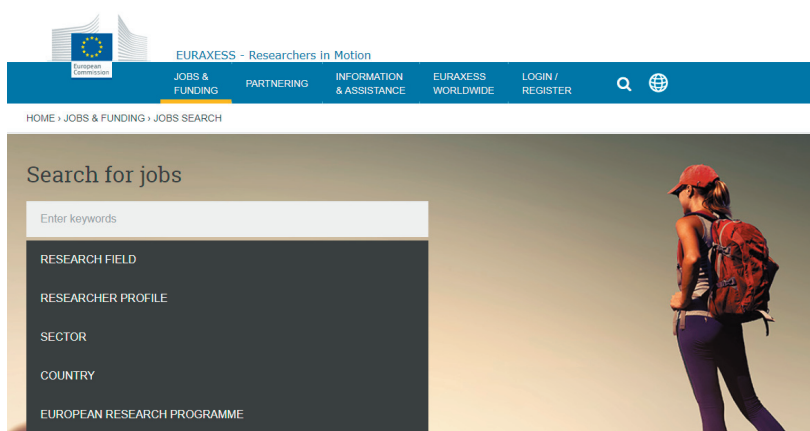 European
Commission
EURAXESS - Researchers in Motion
JOBS &
FUNDING
PARTNERING
INFORMATION
& ASSISTANCE
EURAXESS
WORLDWIDE
LOGIN /
REGISTER
HOME › JOBS & FUNDING › JOBS SEARCH
Search for jobs
Enter keywords
RESEARCH FIELD
RESEARCHER PROFILE
SECTOR
COUNTRY
EUROPEAN RESEARCH PROGRAMME